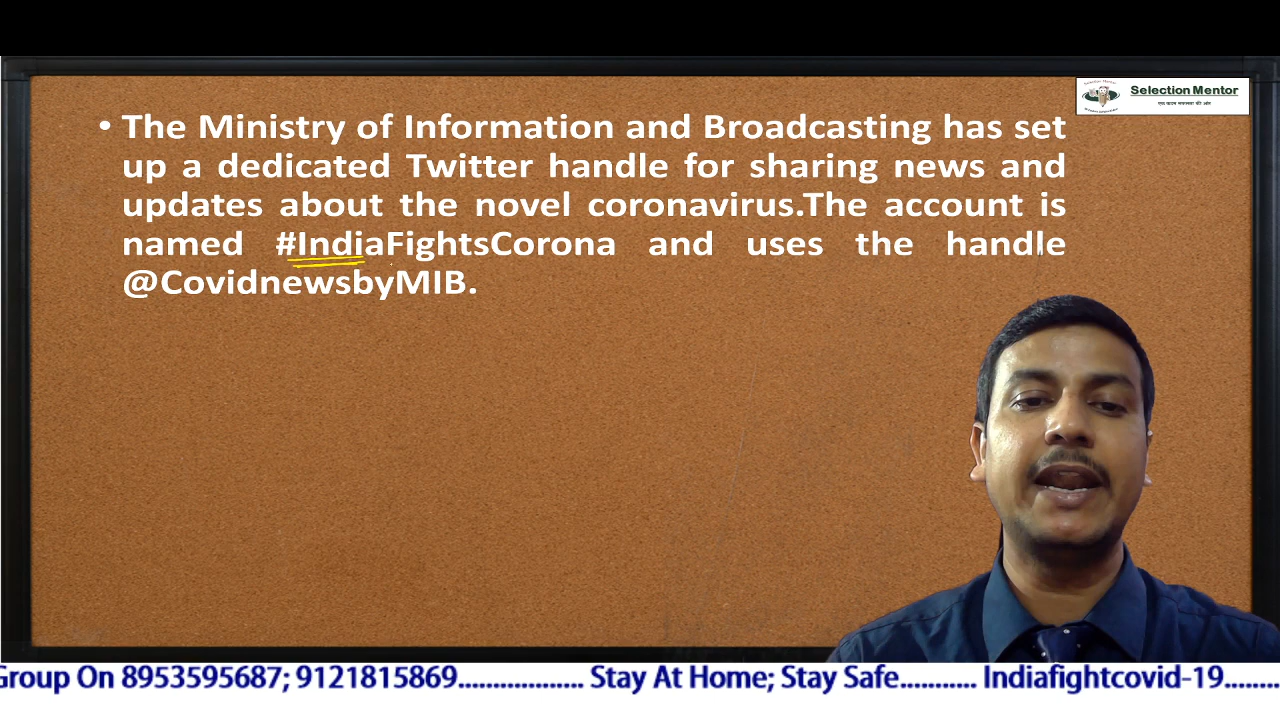 Selection Mentor
• The Ministry of Information and Broadcasting has set
up a dedicated Twitter handle for sharing news and
updates about the novel coronavirus.The account is
named #IndiaFightsCorona and uses the handle
@CovidnewsbyMIB.
Group On 8953595687; 9121815869.................. Stay At Home; Stay Safe........... Indiafightcovid-19........